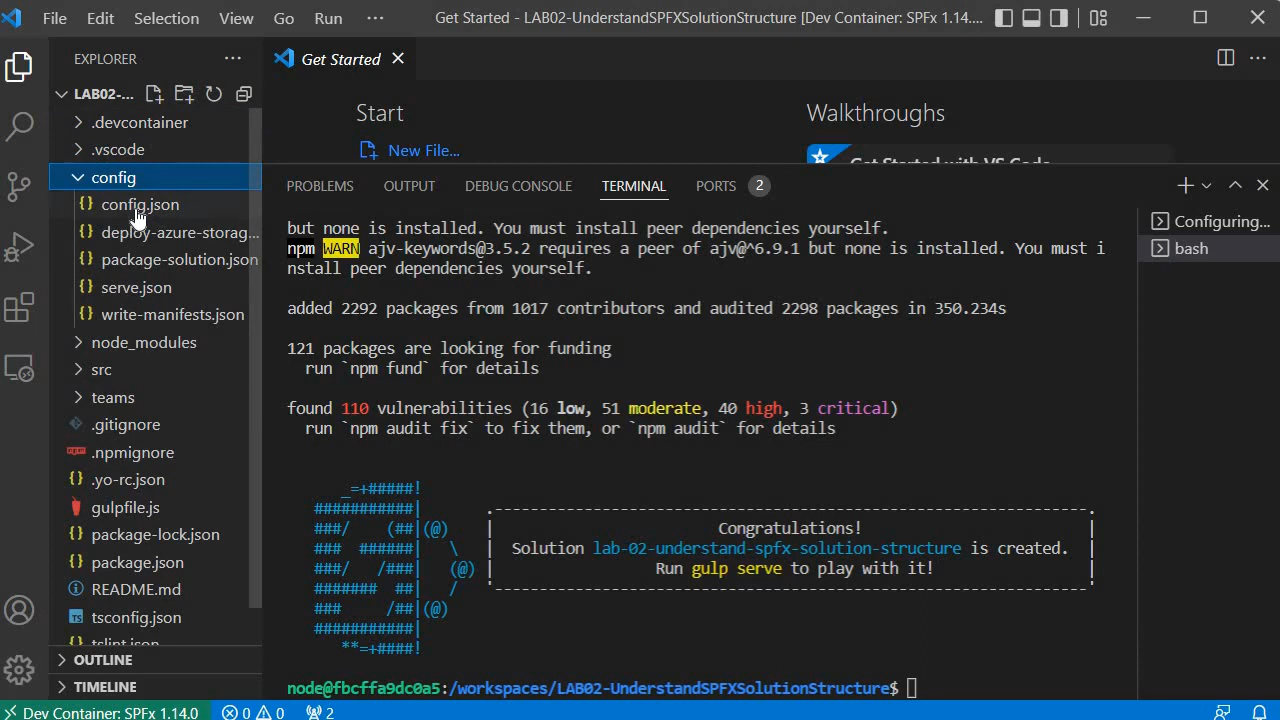 File Edit Selection View Go Run ··· Get Started - LAB02-UnderstandSPFXSolutionStructure [Dev Container: SPFx 1.14....
EXPLORER ···
LAB02-...
.devcontainer
.vscode
config
config.json
deploy-azure-storag...
package-solution.json
serve.json
write-manifests.json
node_modules
src
teams
.gitignore
.npmignore
.yo-rc.json
gulpfile.js
package-lock.json
package.json
README.md
tsconfig.json
tslint.json
OUTLINE
TIMELINE
Get Started
Start
New File...
Walkthroughs
Get Started with VS Code
PROBLEMS OUTPUT DEBUG CONSOLE TERMINAL PORTS 2
but none is installed. You must install peer dependencies yourself.
npm WARN ajv-keywords@3.5.2 requires a peer of ajv@^6.9.1 but none is installed. You must i
nstall peer dependencies yourself.
added 2292 packages from 1017 contributors and audited 2298 packages in 350.234s
121 packages are looking for funding
run `npm fund` for details
found 110 vulnerabilities (16 low, 51 moderate, 40 high, 3 critical)
run `npm audit fix` to fix them, or `npm audit` for details
_=+#####!
###########|
###/    (##|(@)
###  ######|   \
###/   /###|   (@)
#######  ##|   /
###     /##|(@)
###########|
**=+####!
.------------------------------------------------------------------.
| Congratulations! |
| Solution lab-02-understand-spfx-solution-structure is created. |
| Run gulp serve to play with it! |
'------------------------------------------------------------------'
node@fbcffa9dc0a5:/workspaces/LAB02-UnderstandSPFXSolutionStructure$
Configuring...
bash
Dev Container: SPFx 1.14.0 0 0 2